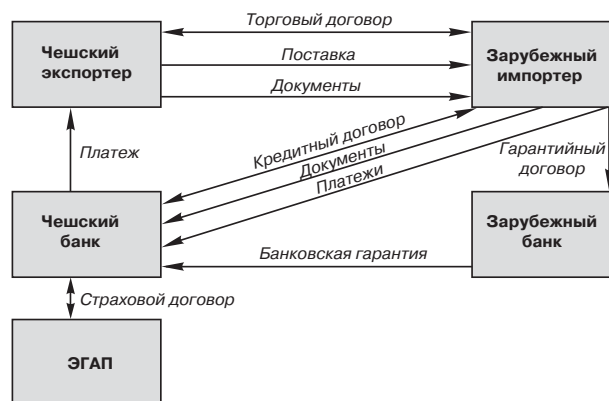 Торговый договор
Чешский
экспортер
Поставка
Зарубежный
импортер
Документы
Кредитный договор
Документы
Платежи
Платеж
Гарантийный
договор
Чешский
банк
Зарубежный
банк
Банковская гарантия
Страховой договор
ЭГАП